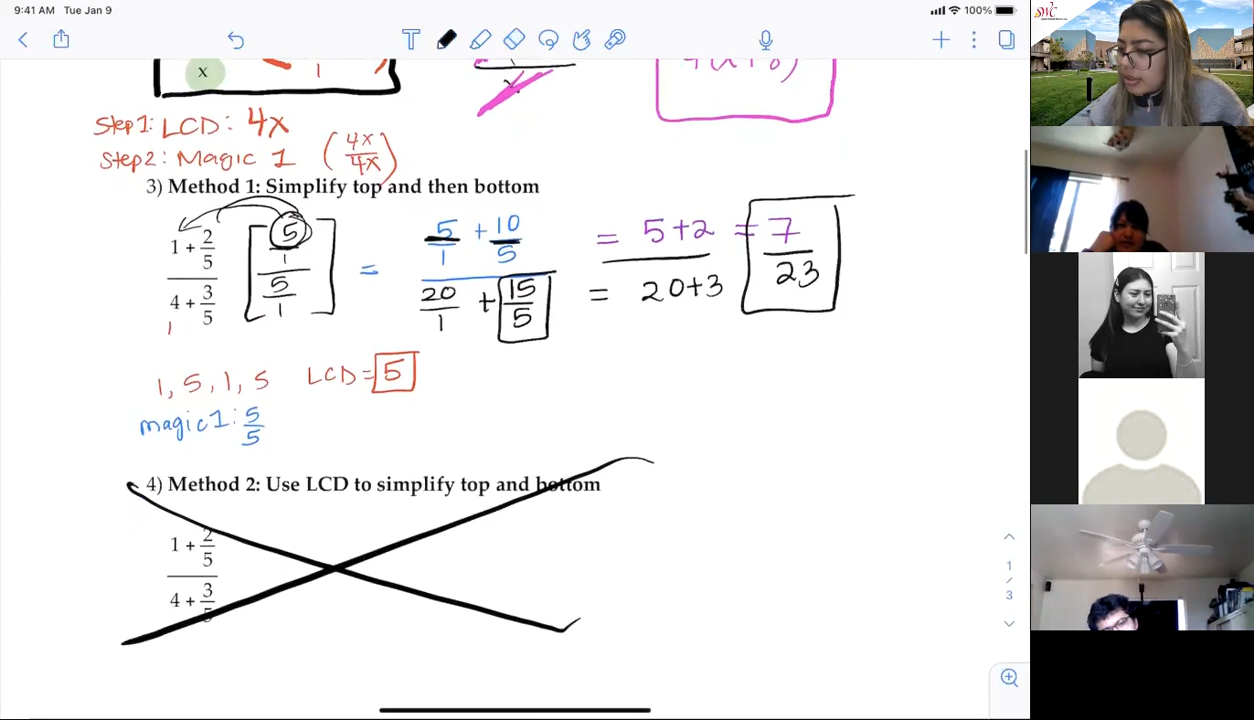 9:41 AM Tue Jan 9
100%
T
x
1
x
Step 1: LCD: 4x
Step 2: Magic 1 (4x/4x)
3) Method 1: Simplify top and then bottom
1 + 2/5
4 + 3/5
1
[5/1
5/1]
=
5/1 + 10/5
20/1 + 15/5
= 5+2 = 7
= 20+3 23
1, 5, 1, 5 LCD = 5
magic 1: 5/5
4) Method 2: Use LCD to simplify top and bottom
1 + 2/5
4 + 3/5
1
/
3
SWC